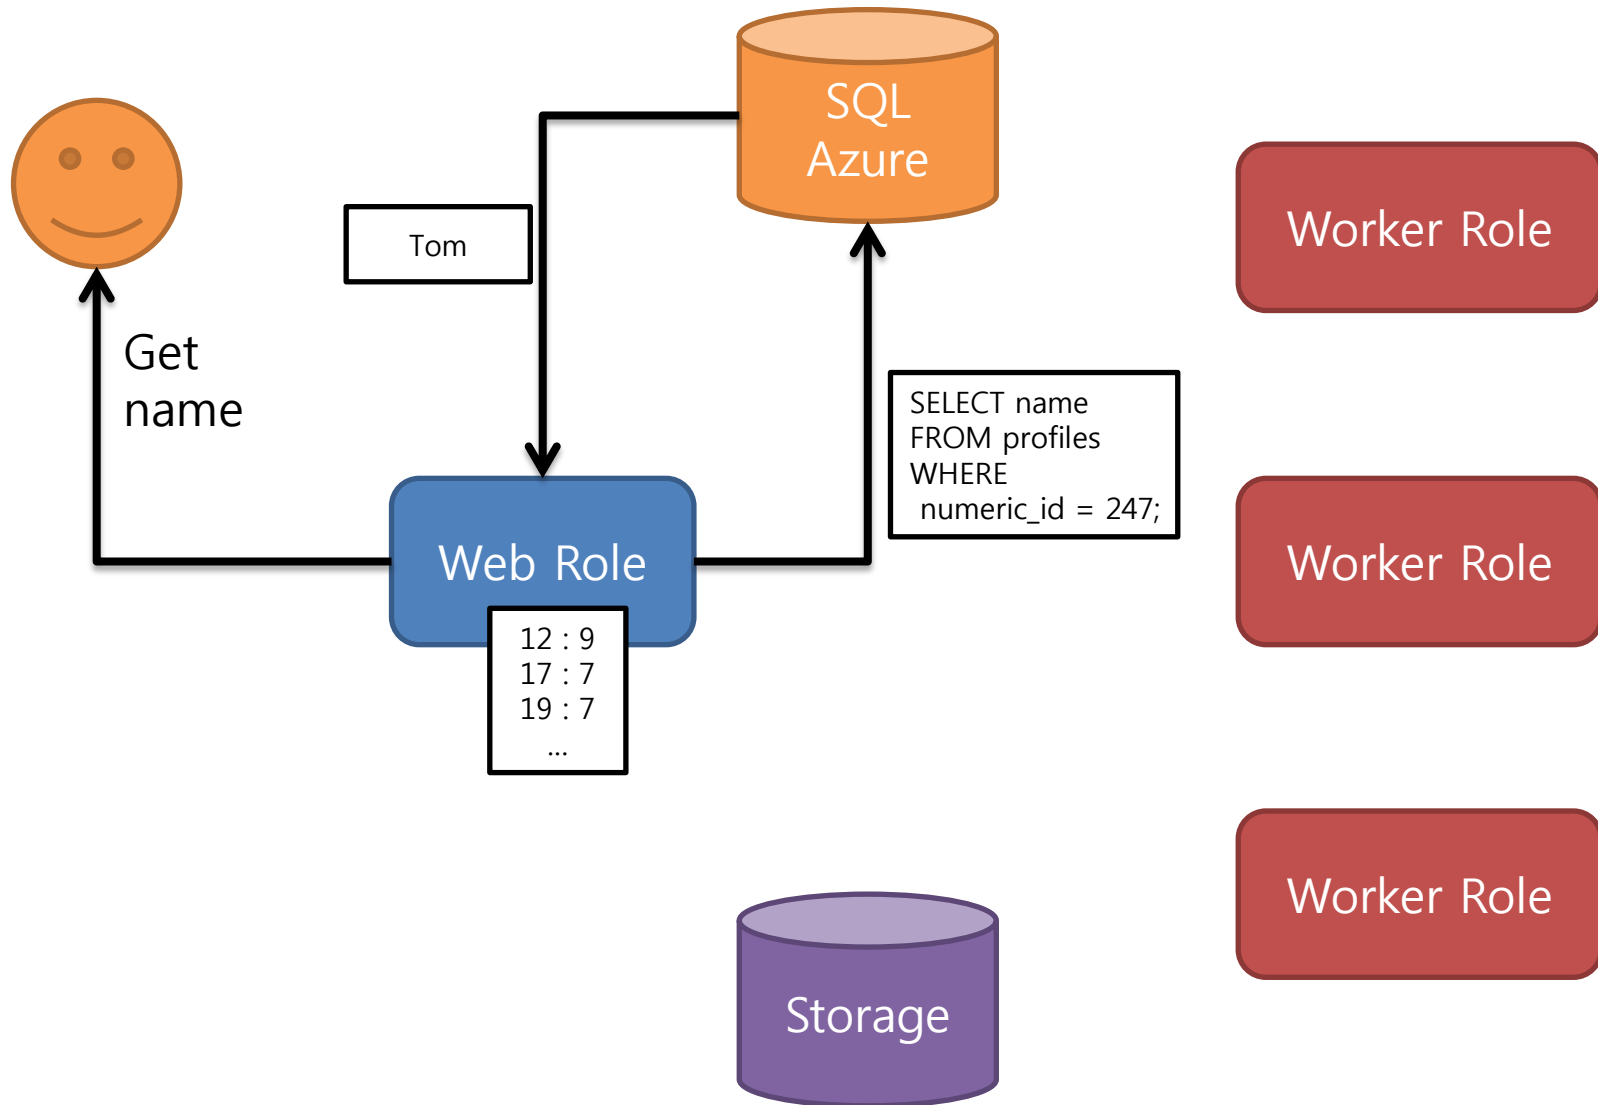 SQL
Azure
Tom
Worker Role
Get
name
SELECT name
FROM profiles
WHERE
numeric_id = 247;
Web Role
12 : 9
17 : 7
19 : 7
...
Worker Role
Worker Role
Storage